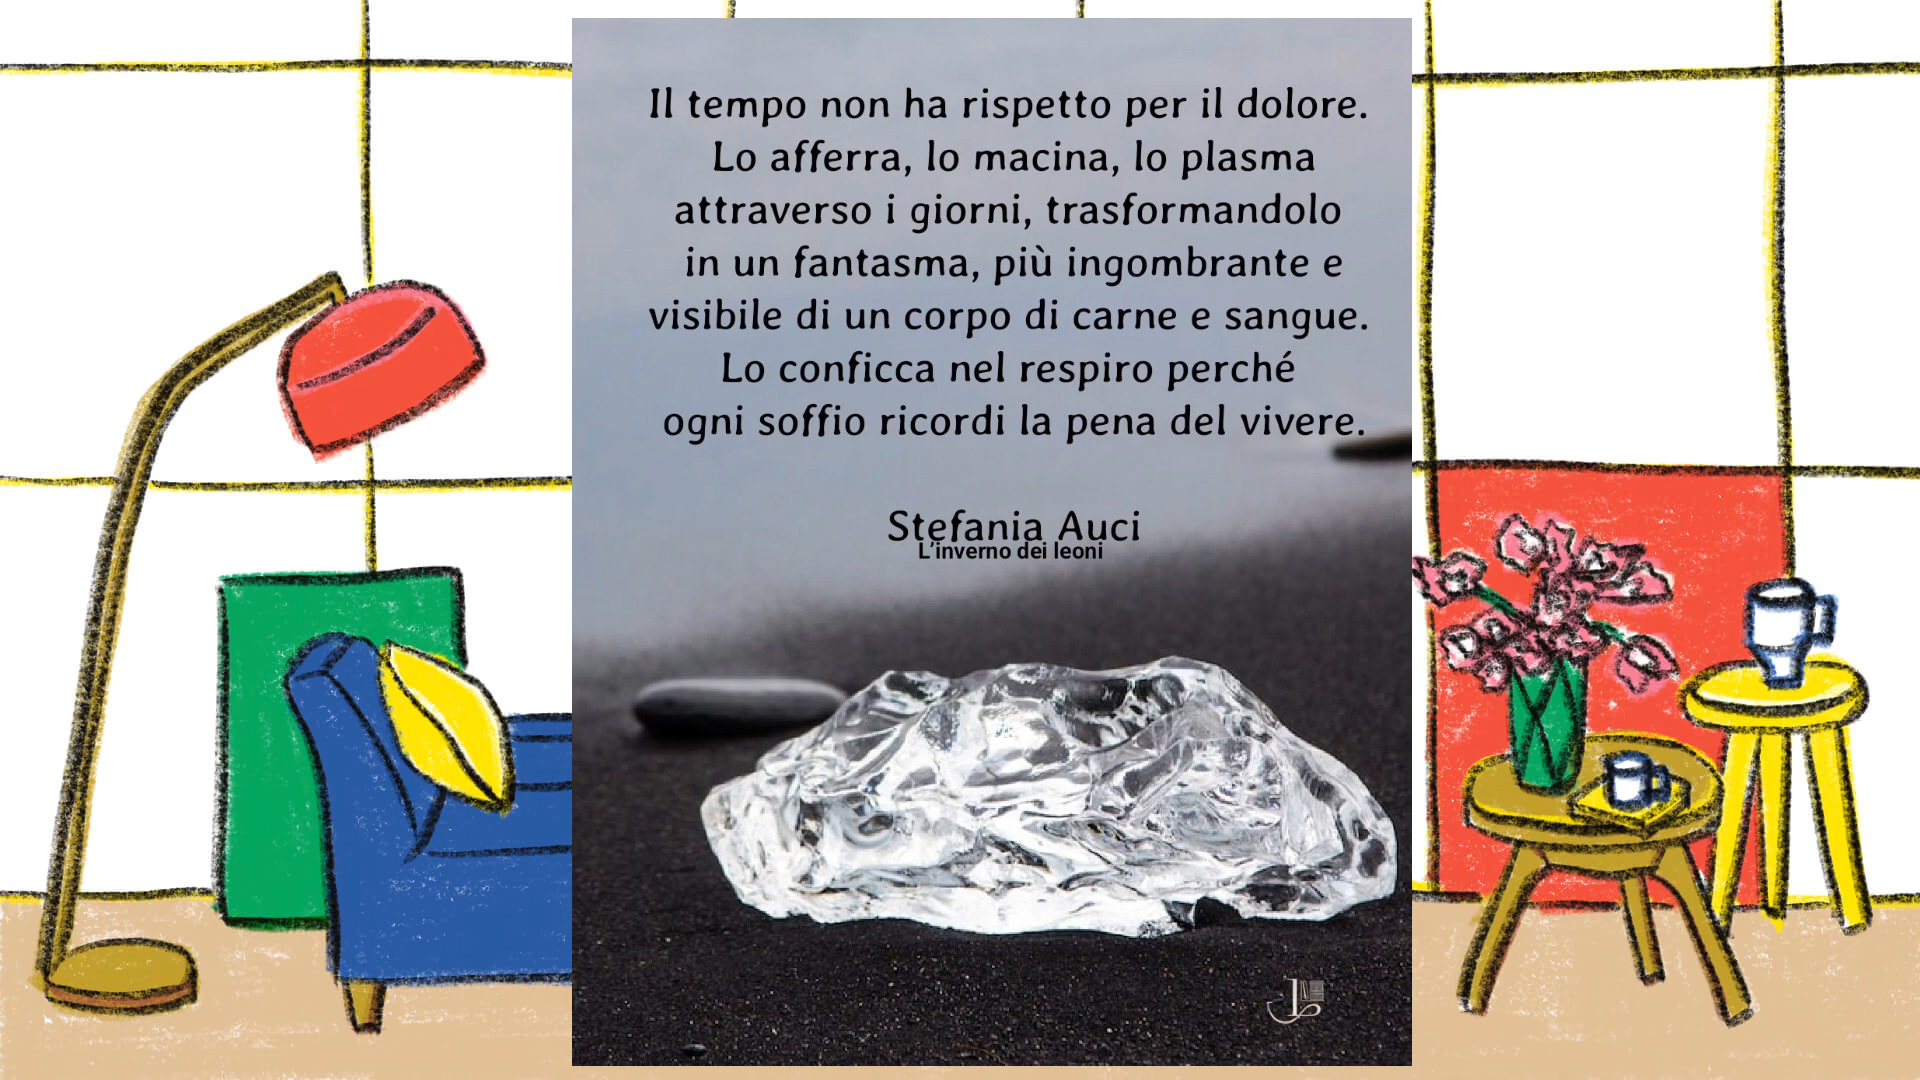 Il tempo non ha rispetto per il dolore.
Lo afferra, lo macina, lo plasma
attraverso i giorni, trasformandolo
in un fantasma, più ingombrante e
visibile di un corpo di carne e sangue.
Lo conficca nel respiro perché
ogni soffio ricordi la pena del vivere.
Stefania Auci
L'inverno dei leoni